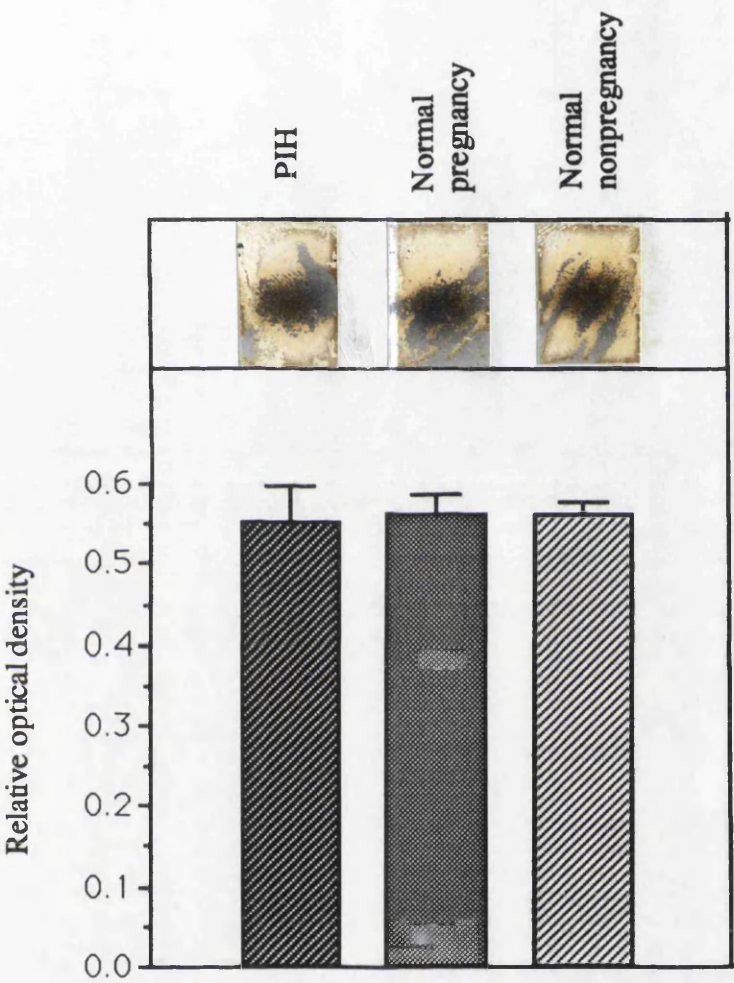 PIH
Normal
pregnancy
Normal
nonpregnancy
Relative optical density
0.6
0.5
0.4
0.3
0.2
0.1
0.0